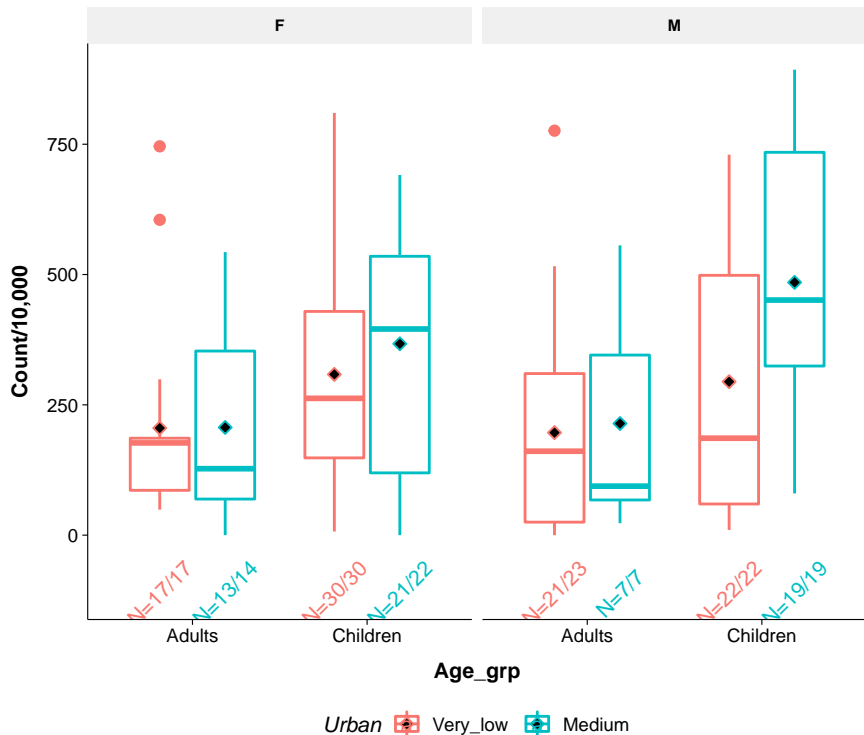 F
M
Count/10,000
750
500
250
0
N=17/17
N=13/14
N=30/30
N=21/22
N=21/23
N=7/7
N=22/22
N=19/19
Adults
Children
Adults
Children
Age_grp
Urban Very_low Medium